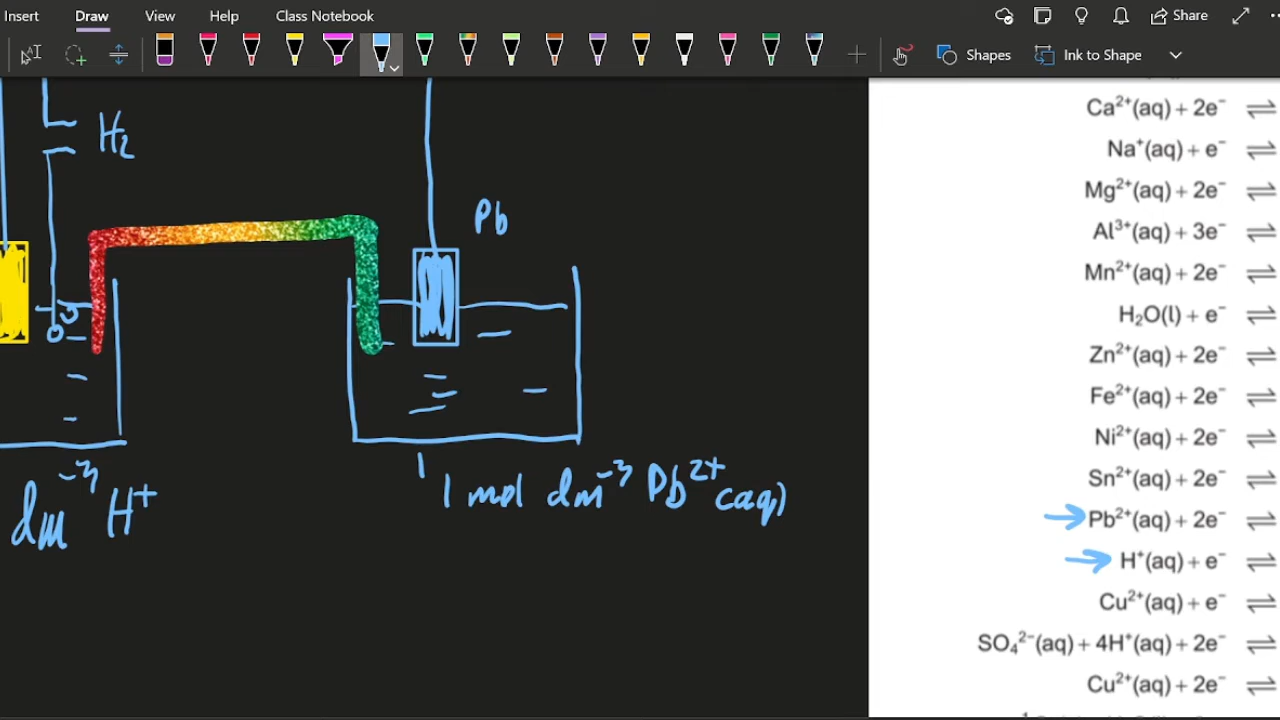 Insert Draw View Help Class Notebook Share
Shapes Ink to Shape
H₂
Pb
dm⁻³ H⁺
1 mol dm⁻³ Pb²⁺(aq)
Ca²⁺(aq) + 2e⁻ ⇌
Na⁺(aq) + e⁻ ⇌
Mg²⁺(aq) + 2e⁻ ⇌
Al³⁺(aq) + 3e⁻ ⇌
Mn²⁺(aq) + 2e⁻ ⇌
H₂O(l) + e⁻ ⇌
Zn²⁺(aq) + 2e⁻ ⇌
Fe²⁺(aq) + 2e⁻ ⇌
Ni²⁺(aq) + 2e⁻ ⇌
Sn²⁺(aq) + 2e⁻ ⇌
→ Pb²⁺(aq) + 2e⁻ ⇌
→ H⁺(aq) + e⁻ ⇌
Cu²⁺(aq) + e⁻ ⇌
SO₄²⁻(aq) + 4H⁺(aq) + 2e⁻ ⇌
Cu²⁺(aq) + 2e⁻ ⇌